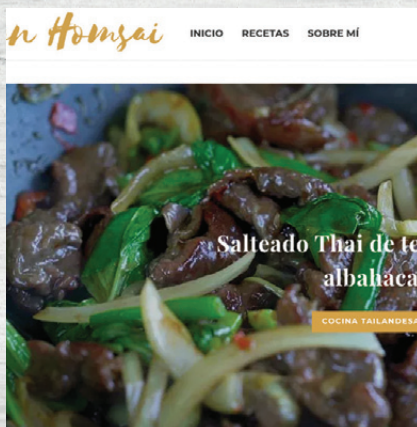 n Homsai
INICIO RECETAS SOBRE MÍ
Salteado Thai de te
albahaca
COCINA TAILANDESA